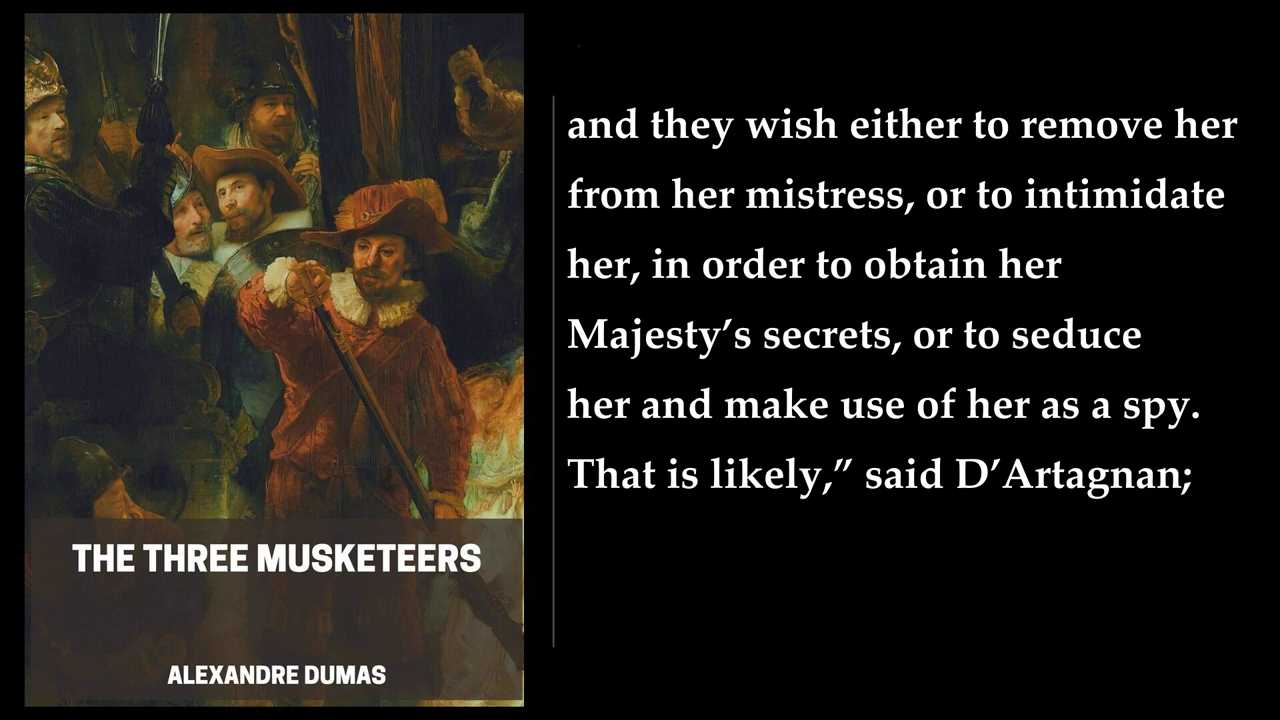 and they wish either to remove her
from her mistress, or to intimidate
her, in order to obtain her
Majesty’s secrets, or to seduce
her and make use of her as a spy.
That is likely,” said D’Artagnan;
THE THREE MUSKETEERS
ALEXANDRE DUMAS